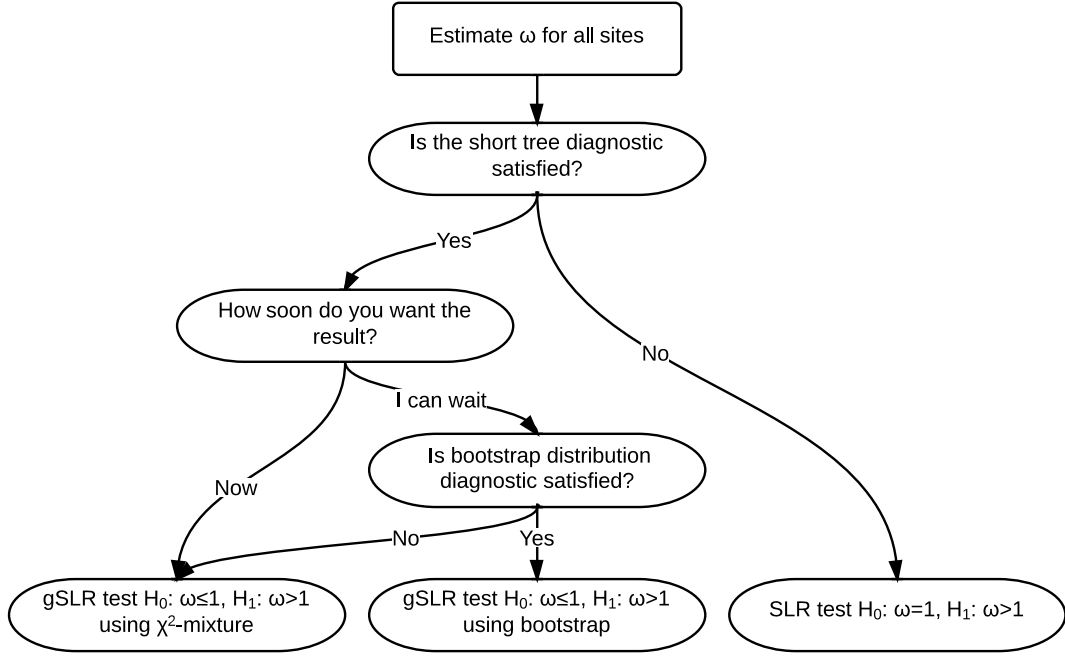 Estimate ω for all sites
Is the short tree diagnostic
satisfied?
Yes
How soon do you want the
result?
No
I can wait
Is bootstrap distribution
diagnostic satisfied?
Now
No
Yes
gSLR test H₀: ω≤1, H₁: ω>1
using χ²-mixture
gSLR test H₀: ω≤1, H₁: ω>1
using bootstrap
SLR test H₀: ω=1, H₁: ω>1